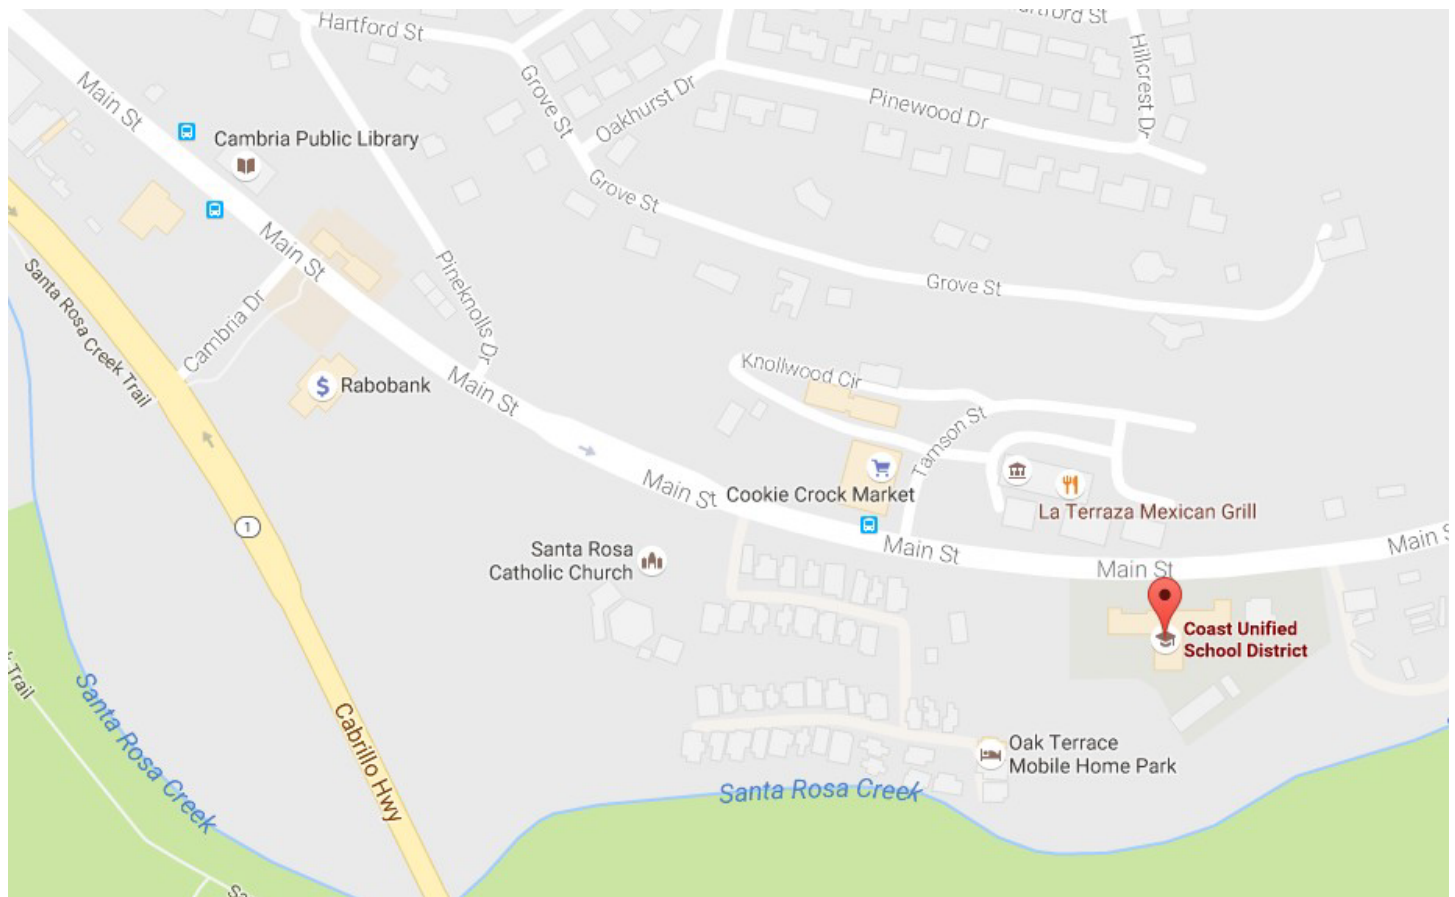 Hartford St
Hartford St
Main St
Cambria Public Library
Grove St
Oakhurst Dr
Pinewood Dr
Hillcrest Dr
Grove St
Main St
Pineknolls Dr
Grove St
Santa Rosa Creek Trail
Cambria Dr
$
Rabobank
Main St
Knollwood Cir
Tamson St
Main St
Cookie Crock Market
La Terraza Mexican Grill
1
Main St
Main St
Main S
Santa Rosa
Catholic Church
Coast Unified
School District
Trail
Santa Rosa Creek
Cabrillo Hwy
Oak Terrace
Mobile Home Park
Santa Rosa Creek